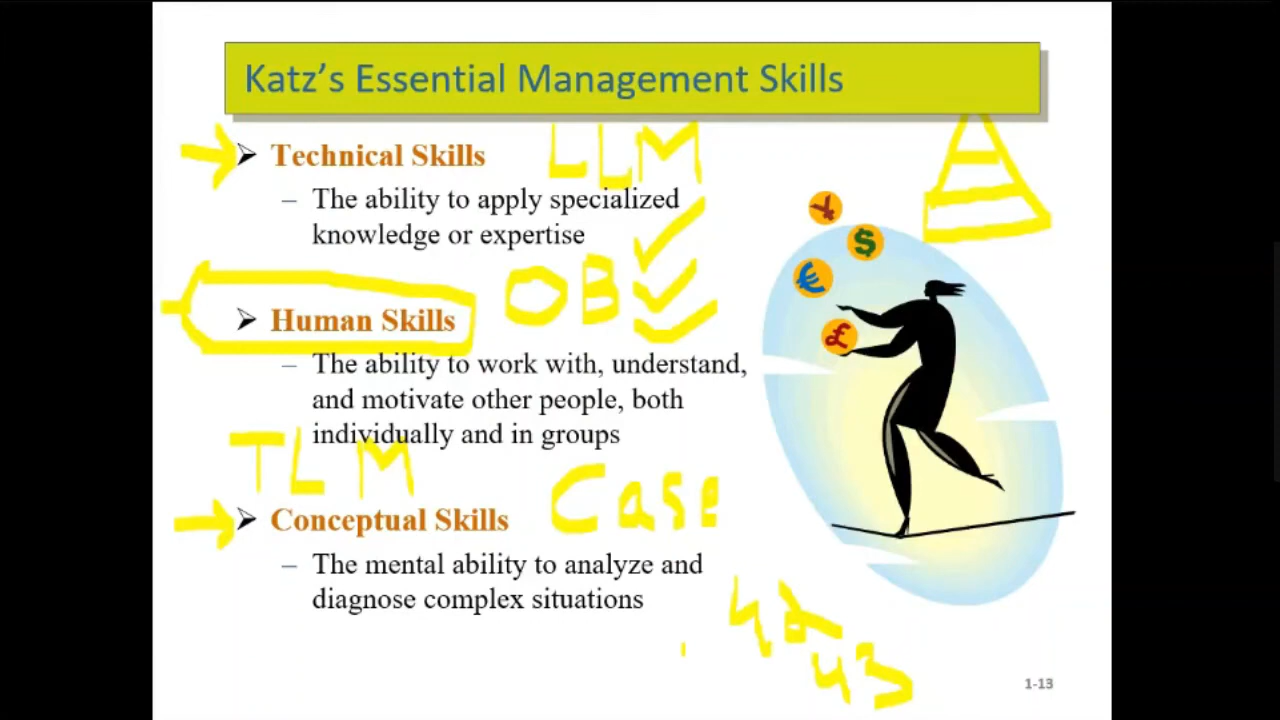 Katz's Essential Management Skills
➢ Technical Skills
LLM
– The ability to apply specialized
knowledge or expertise
OB
➢ Human Skills
– The ability to work with, understand,
and motivate other people, both
individually and in groups
TLM
Case
➢ Conceptual Skills
– The mental ability to analyze and
diagnose complex situations
1-13
¥
$
€
£